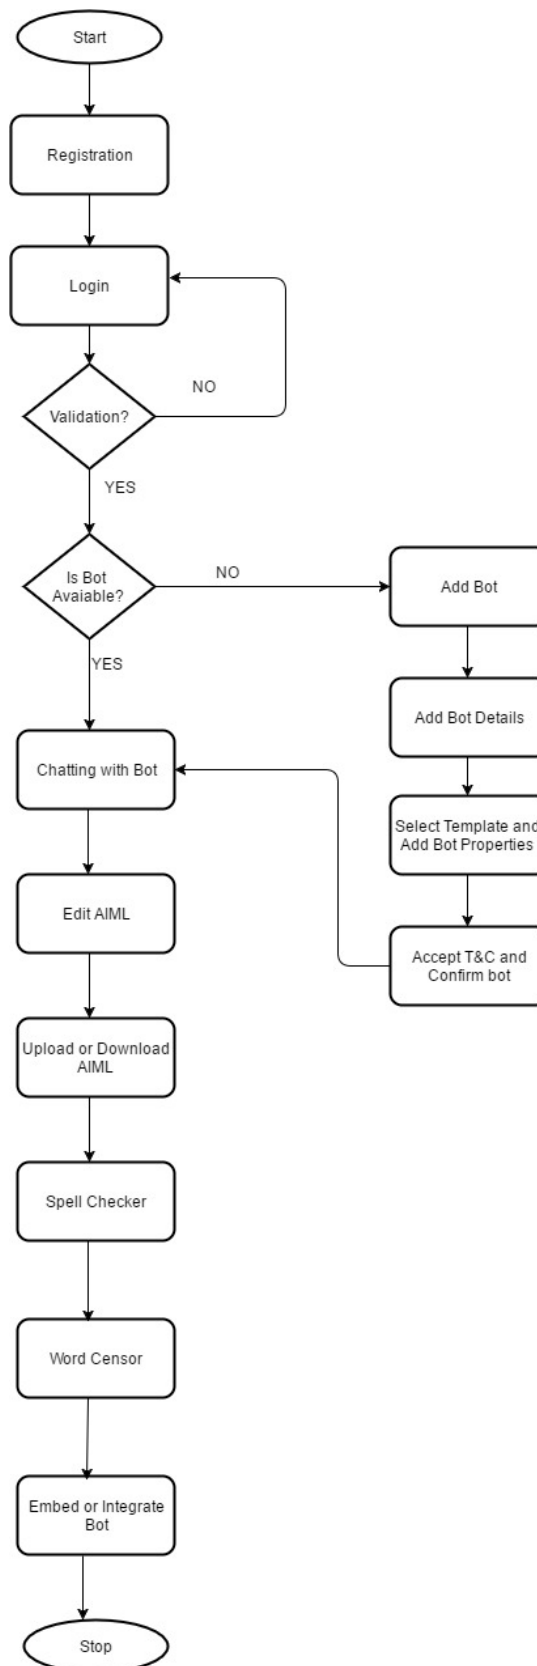 Start
Registration
Login
NO
Validation?
YES
Is Bot
Avaiable?
NO
Add Bot
YES
Add Bot Details
Chatting with Bot
Select Template and
Add Bot Properties
Edit AIML
Accept T&C and
Confirm bot
Upload or Download
AIML
Spell Checker
Word Censor
Embed or Integrate
Bot
Stop